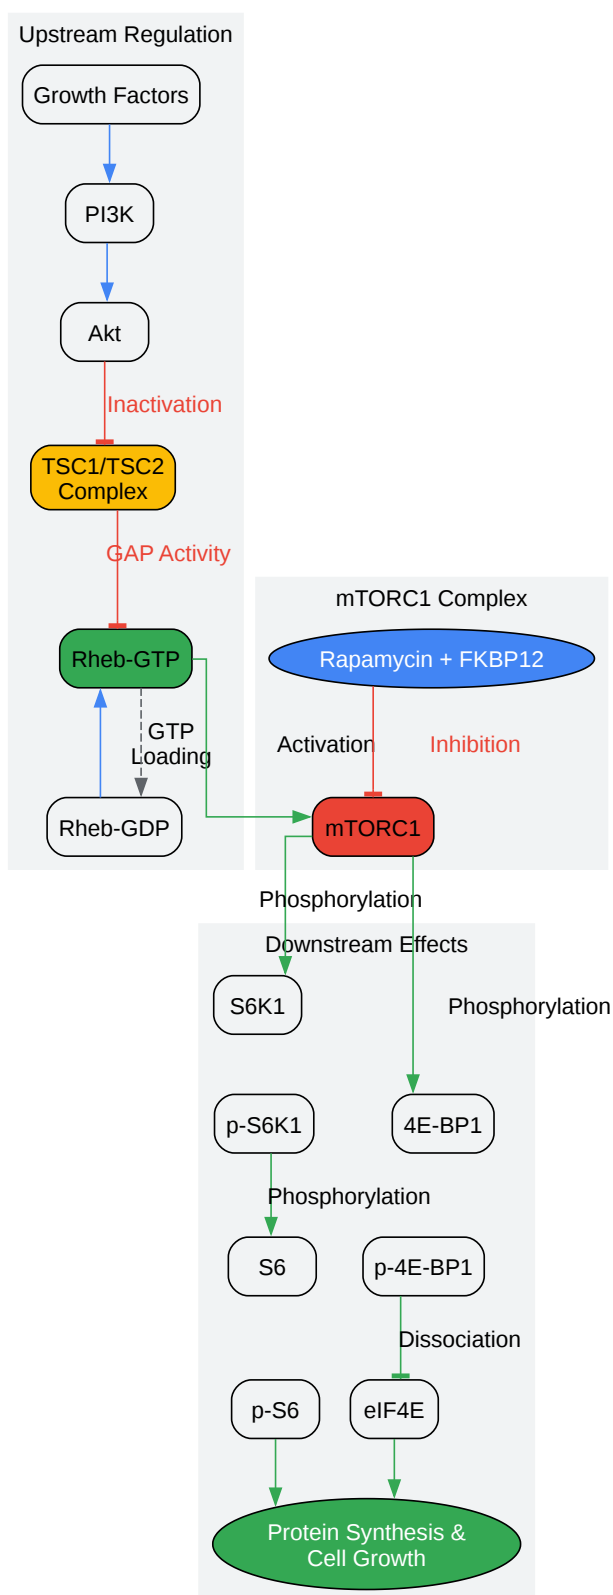 Upstream Regulation
Growth Factors
PI3K
Akt
Inactivation
TSC1/TSC2
Complex
GAP Activity
Rheb-GTP
GTP
Loading
Rheb-GDP
mTORC1 Complex
Rapamycin + FKBP12
Activation
Inhibition
mTORC1
Phosphorylation
Downstream Effects
S6K1
Phosphorylation
p-S6K1
4E-BP1
Phosphorylation
S6
p-4E-BP1
Dissociation
p-S6
eIF4E
Protein Synthesis &
Cell Growth